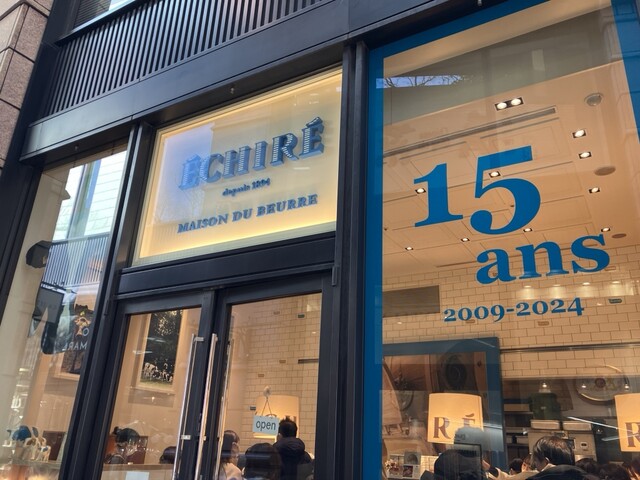 ÉCHIRÉ
depuis 1894
MAISON DU BEURRE
15
ans
2009-2024
open
R É
R